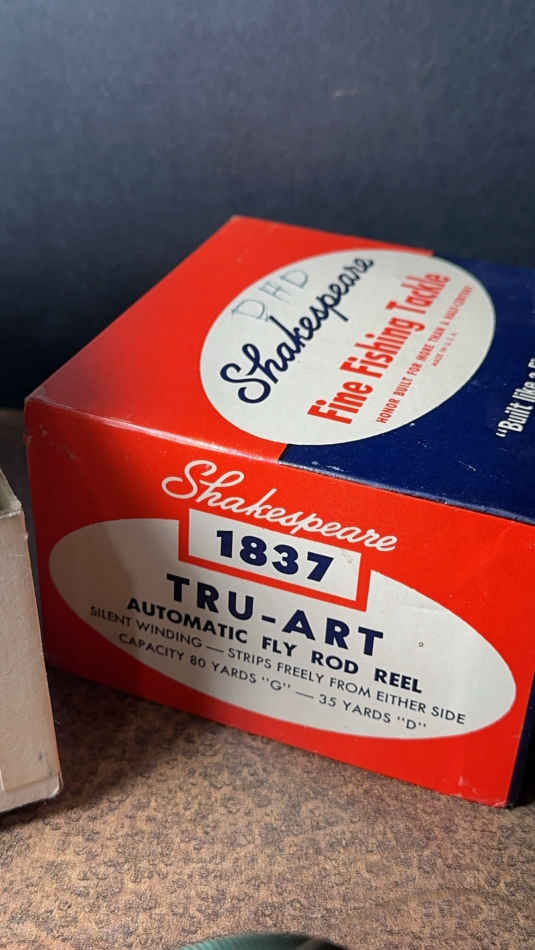 DAD
Shakespeare
Fine Fishing Tackle
HONOR BUILT FOR MORE THAN A HALF-CENTURY
MADE IN U.S.A.
"Built like a
Shakespeare
1837
TRU-ART
AUTOMATIC FLY ROD REEL
SILENT WINDING — STRIPS FREELY FROM EITHER SIDE
CAPACITY 80 YARDS "G" — 35 YARDS "D"